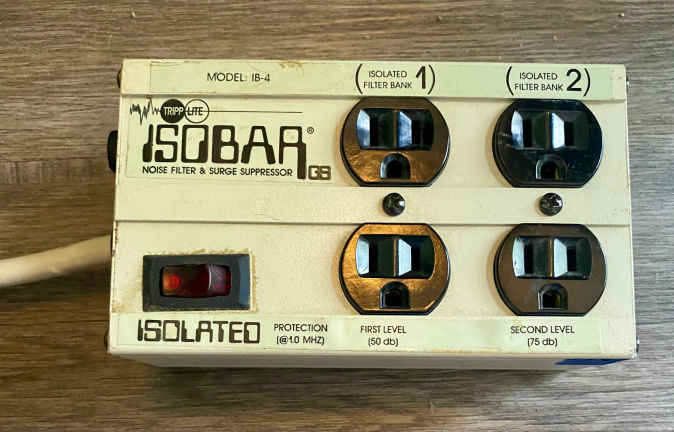 MODEL: IB-4
(ISOLATED FILTER BANK 1)
(ISOLATED FILTER BANK 2)
TRIPP LITE
ISOBAR®
NOISE FILTER & SURGE SUPPRESSOR GS
ISOLATED
PROTECTION
(@1.0 MHZ)
FIRST LEVEL
(50 db)
SECOND LEVEL
(75 db)